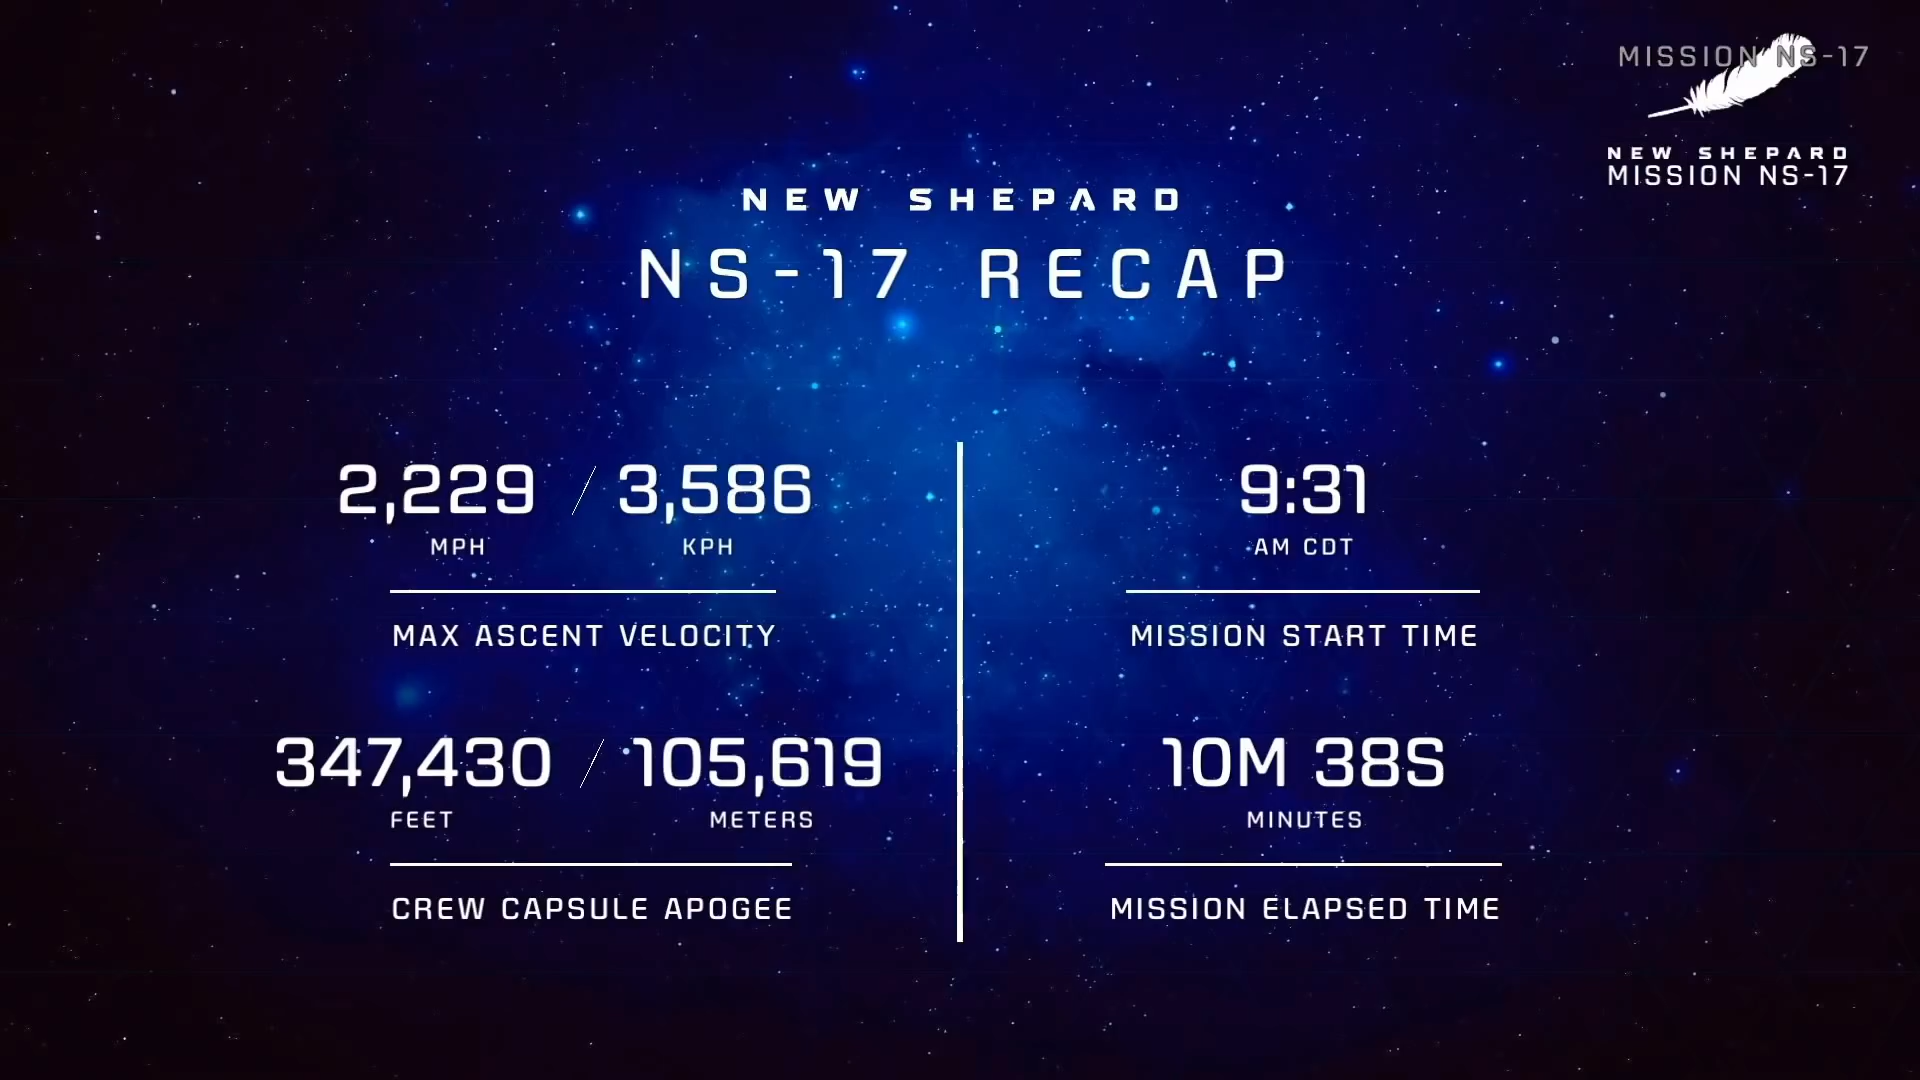 MISSION NS-17
NEW SHEPARD
MISSION NS-17
NEW SHEPARD
NS-17 RECAP
2,229 / 3,586
MPH KPH
MAX ASCENT VELOCITY
347,430 / 105,619
FEET METERS
CREW CAPSULE APOGEE
9:31
AM CDT
MISSION START TIME
10M 38S
MINUTES
MISSION ELAPSED TIME